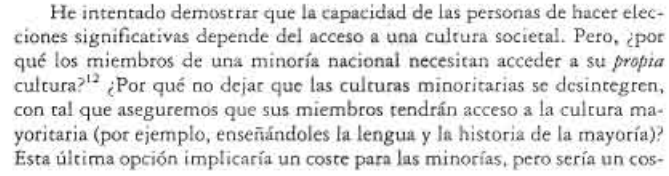 He intentado demostrar que la capacidad de las personas de hacer elec-
ciones significativas depende del acceso a una cultura societal. Pero, ¿por
qué los miembros de una minoría nacional necesitan acceder a su propia
cultura?¹² ¿Por qué no dejar que las culturas minoritarias se desintegren,
con tal que aseguremos que sus miembros tendrán acceso a la cultura ma-
yoritaria (por ejemplo, enseñándoles la lengua y la historia de la mayoría)?
Esta última opción implicaría un coste para las minorías, pero sería un cos-